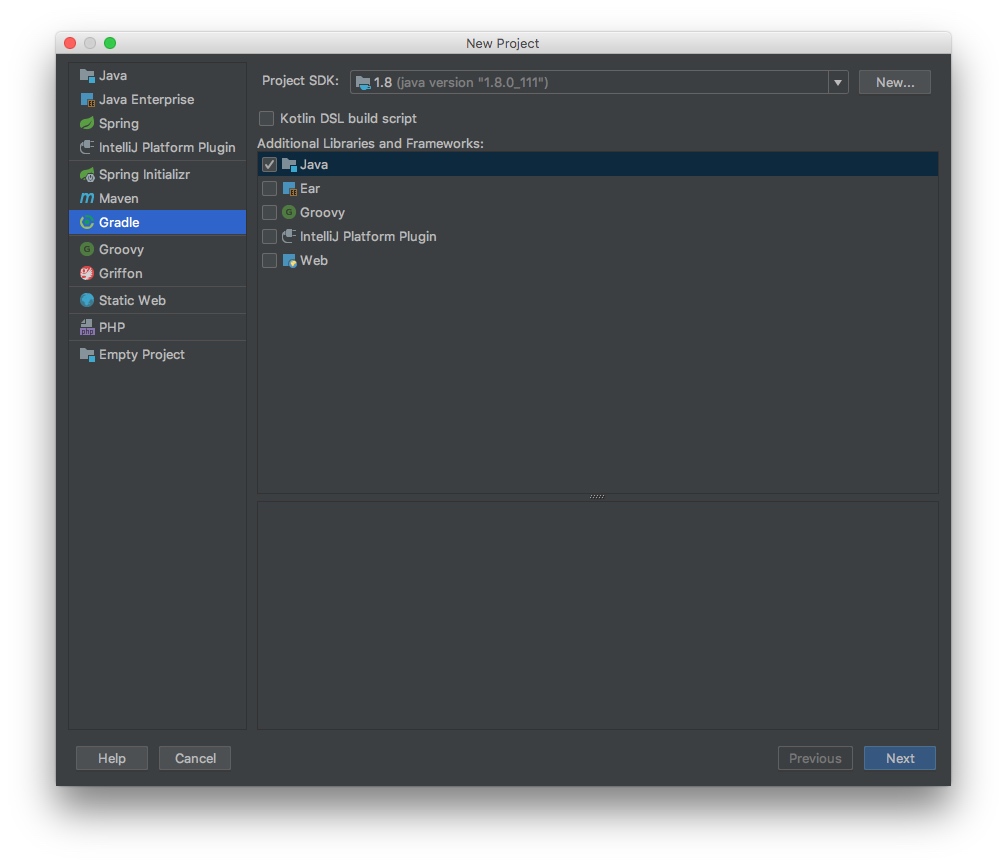 New Project
Java
Java Enterprise
Spring
IntelliJ Platform Plugin
Spring Initializr
Maven
Gradle
Groovy
Griffon
Static Web
PHP
Empty Project
Project SDK: 1.8 (java version "1.8.0_111") New...
Kotlin DSL build script
Additional Libraries and Frameworks:
Java
Ear
Groovy
IntelliJ Platform Plugin
Web
Help Cancel Previous Next